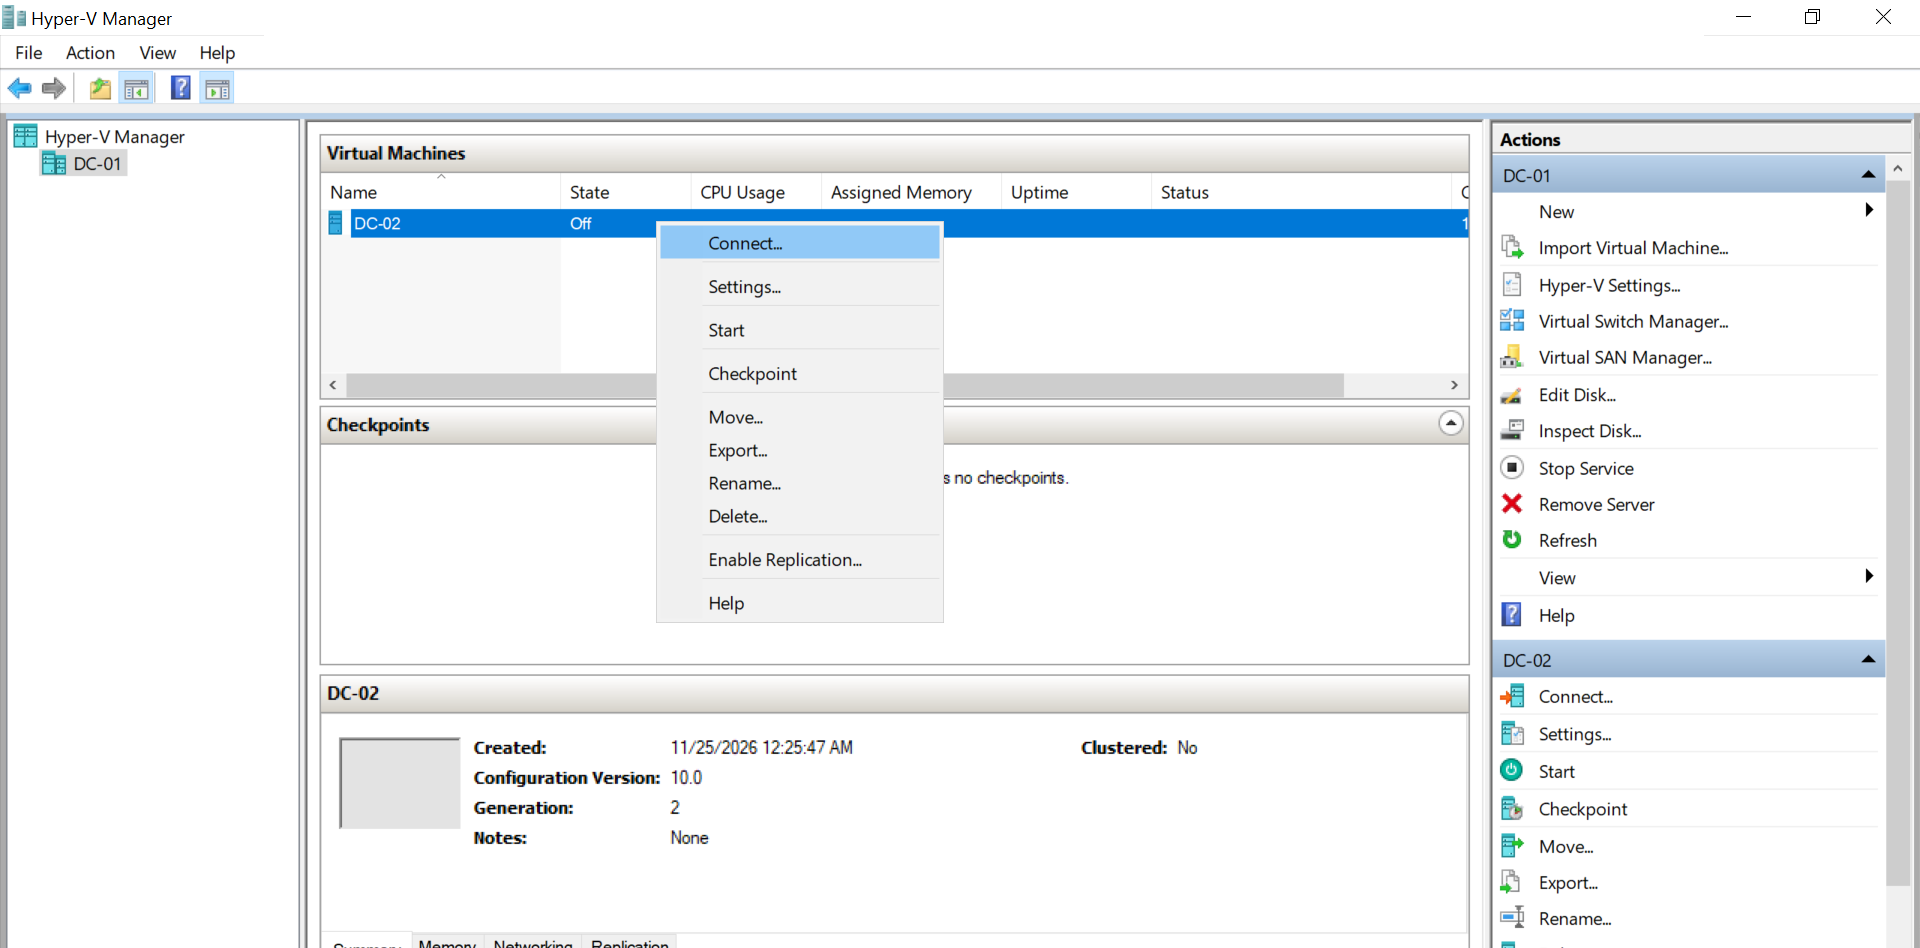 Hyper-V Manager
File Action View Help
Hyper-V Manager
DC-01
Virtual Machines
Name State CPU Usage Assigned Memory Uptime Status
DC-02 Off
Connect...
Settings...
Start
Checkpoint
Move...
Export...
Rename...
Delete...
Enable Replication...
Help
Checkpoints
no checkpoints.
DC-02
Created: 11/25/2026 12:25:47 AM Clustered: No
Configuration Version: 10.0
Generation: 2
Notes: None
Summary Memory Networking Replication
Actions
DC-01
New
Import Virtual Machine...
Hyper-V Settings...
Virtual Switch Manager...
Virtual SAN Manager...
Edit Disk...
Inspect Disk...
Stop Service
Remove Server
Refresh
View
Help
DC-02
Connect...
Settings...
Start
Checkpoint
Move...
Export...
Rename...